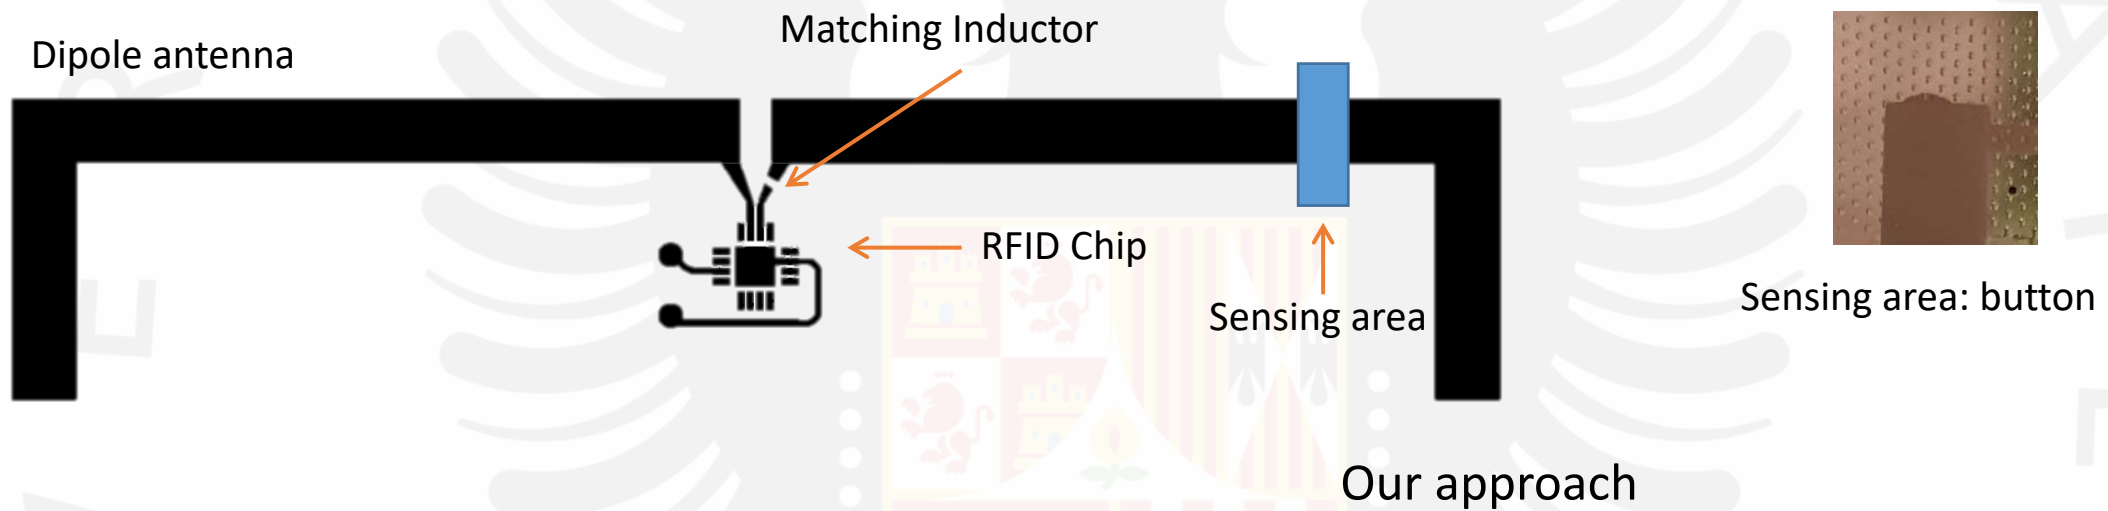 Dipole antenna
Matching Inductor
RFID Chip
Sensing area
Sensing area: button
Our approach